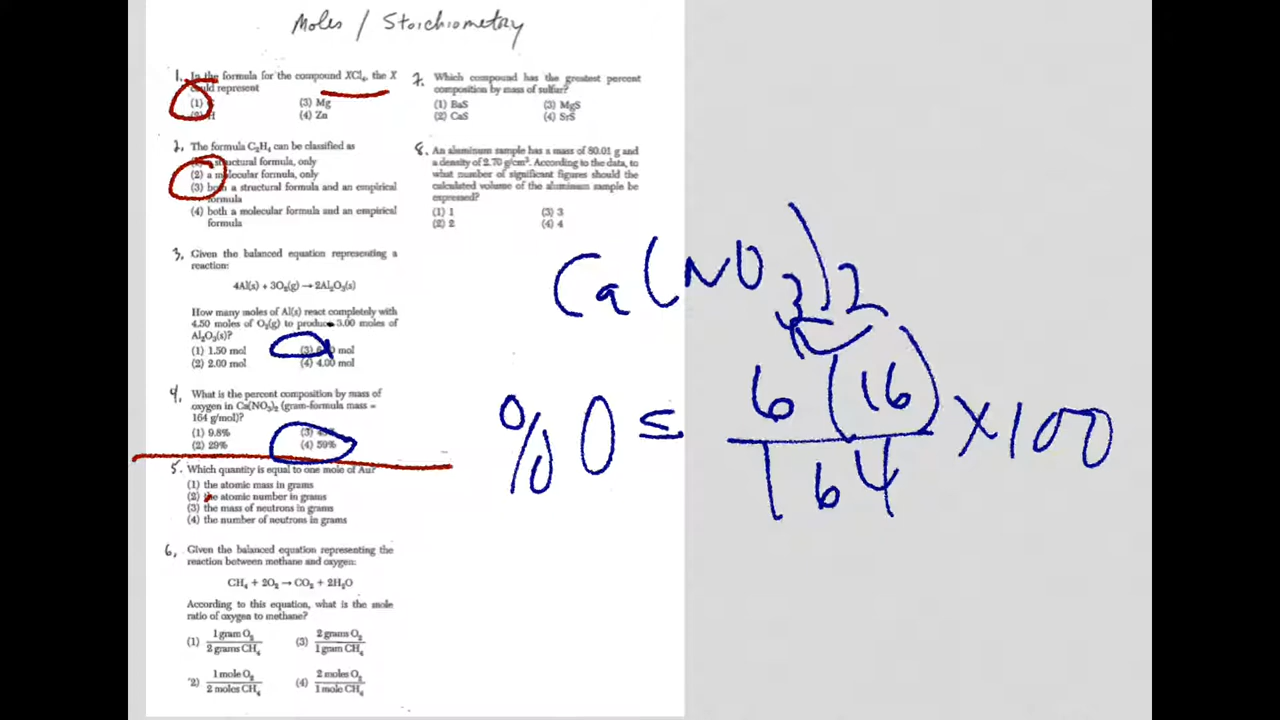 Moles / Stoichiometry
1. In the formula for the compound XCl₄, the X
could represent
(1)
(3) Mg
(2) H
(4) Zn
2. The formula C₂H₄ can be classified as
structural formula, only
(2) a molecular formula, only
(3) both a structural formula and an empirical
formula
(4) both a molecular formula and an empirical
formula
3. Given the balanced equation representing a
reaction:
4Al(s) + 3O₂(g) → 2Al₂O₃(s)
How many moles of Al(s) react completely with
4.50 moles of O₂(g) to produce 3.00 moles of
Al₂O₃(s)?
(1) 1.50 mol
(3) mol
(2) 2.00 mol
(4) 4.00 mol
4. What is the percent composition by mass of
oxygen in Ca(NO₃)₂ (gram-formula mass =
164 g/mol)?
(1) 9.8%
(3)
(2) 29%
(4) 59%
5. Which quantity is equal to one mole of Au?
(1) the atomic mass in grams
(2) the atomic number in grams
(3) the mass of neutrons in grams
(4) the number of neutrons in grams
6, Given the balanced equation representing the
reaction between methane and oxygen:
CH₄ + 2O₂ → CO₂ + 2H₂O
According to this equation, what is the mole
ratio of oxygen to methane?
(1) 1 gram O₂ / 2 grams CH₄
(3) 2 grams O₂ / 1 gram CH₄
2) 1 mole O₂ / 2 moles CH₄
(4) 2 moles O₂ / 1 mole CH₄
7. Which compound has the greatest percent
composition by mass of sulfur?
(1) BaS
(3) MgS
(2) CaS
(4) SrS
8. An aluminum sample has a mass of 80.01 g and
a density of 2.70 g/cm³. According to the data, to
what number of significant figures should the
calculated volume of the aluminum sample be
expressed?
(1) 1
(3) 3
(2) 2
(4) 4
Ca(NO₃)₂
% O = 6(16) / 164 × 100